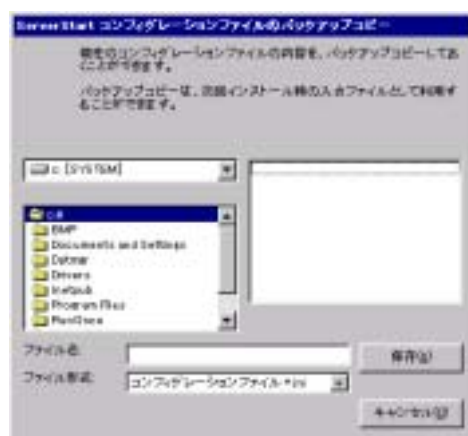 ServerStart コンフィグレーションファイルのバックアップコピー
現在のコンフィグレーションファイルの内容を、バックアップコピーしてお
くことができます。
バックアップコピーは、次回インストール時の入力ファイルとして利用す
ることができます。
c: [SYSTEM]
c:¥
BMP
Documents and Settings
Drivers
Inetpub
Program Files
RunOnce
ファイル名:
保存(S)
ファイル形式:
コンフィグレーションファイル *.ini
キャンセル(C)